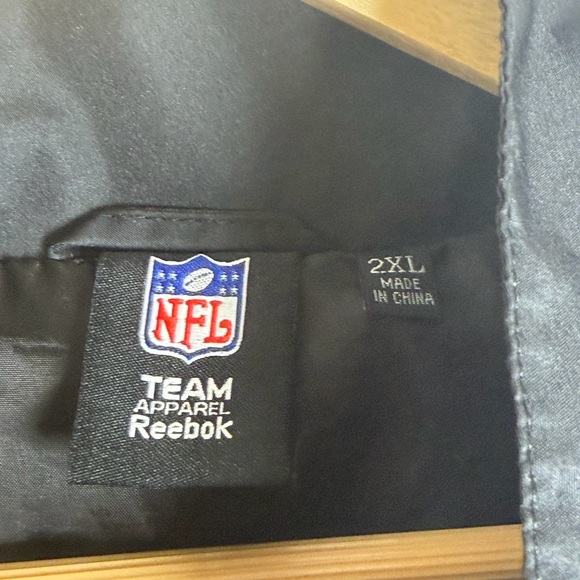 NFL
TEAM
APPAREL
Reebok
2XL
MADE
IN CHINA